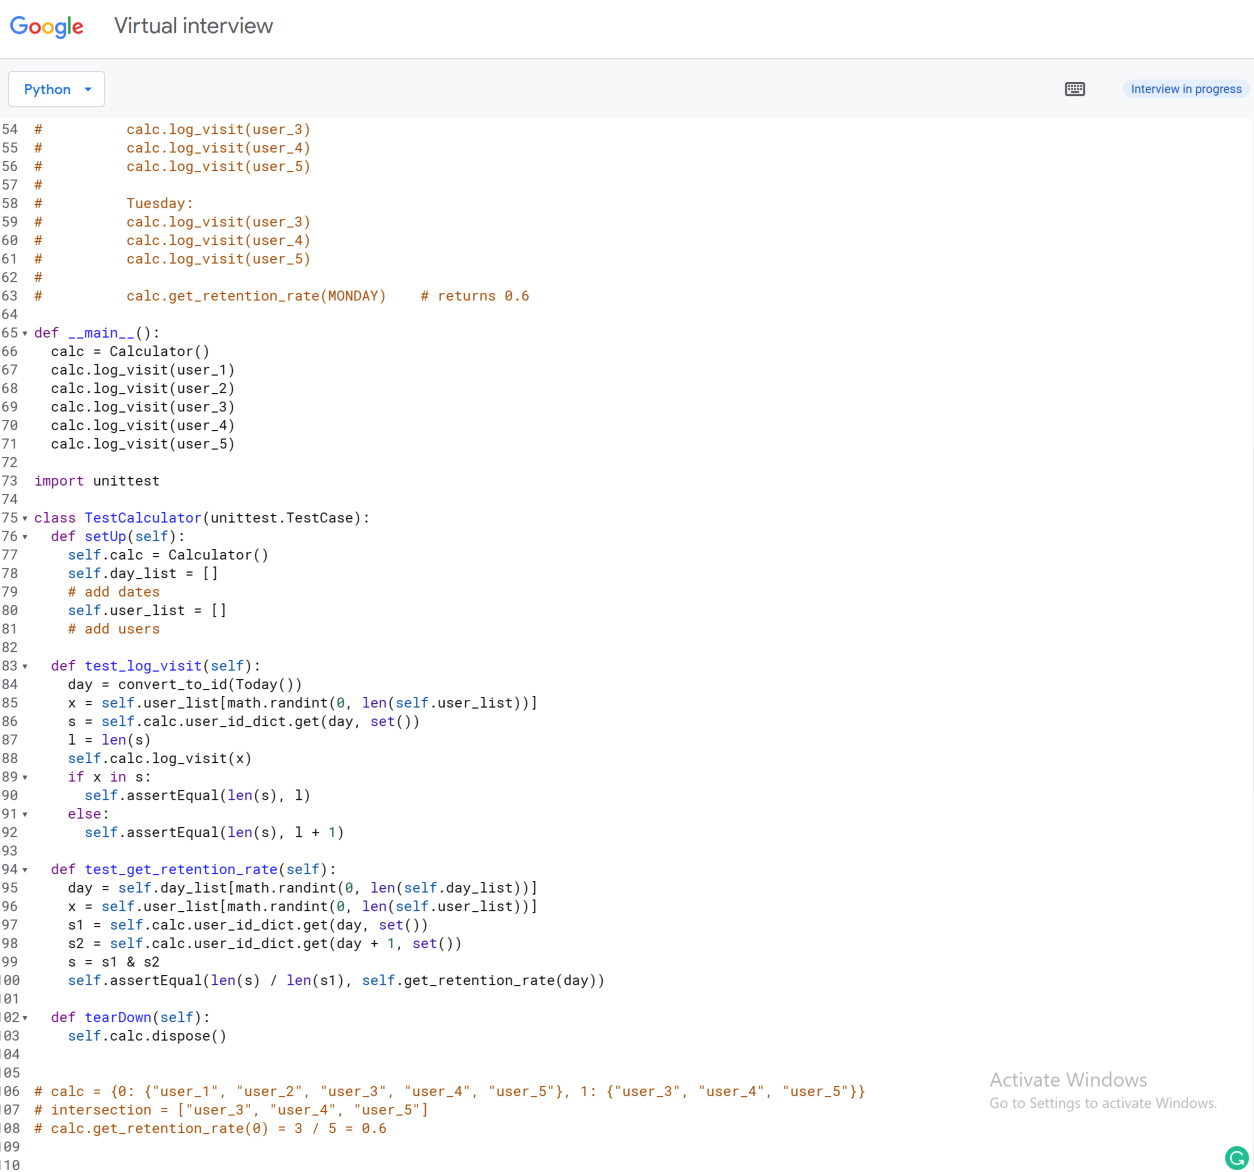 Google Virtual interview
Python
Interview in progress
54 # calc.log_visit(user_3)
55 # calc.log_visit(user_4)
56 # calc.log_visit(user_5)
57 #
58 # Tuesday:
59 # calc.log_visit(user_3)
60 # calc.log_visit(user_4)
61 # calc.log_visit(user_5)
62 #
63 # calc.get_retention_rate(MONDAY) # returns 0.6
64
65 def __main__():
66 calc = Calculator()
67 calc.log_visit(user_1)
68 calc.log_visit(user_2)
69 calc.log_visit(user_3)
70 calc.log_visit(user_4)
71 calc.log_visit(user_5)
72
73 import unittest
74
75 class TestCalculator(unittest.TestCase):
76 def setUp(self):
77 self.calc = Calculator()
78 self.day_list = []
79 # add dates
80 self.user_list = []
81 # add users
82
83 def test_log_visit(self):
84 day = convert_to_id(Today())
85 x = self.user_list[math.randint(0, len(self.user_list))]
86 s = self.calc.user_id_dict.get(day, set())
87 l = len(s)
88 self.calc.log_visit(x)
89 if x in s:
90 self.assertEqual(len(s), l)
91 else:
92 self.assertEqual(len(s), l + 1)
93
94 def test_get_retention_rate(self):
95 day = self.day_list[math.randint(0, len(self.day_list))]
96 x = self.user_list[math.randint(0, len(self.user_list))]
97 s1 = self.calc.user_id_dict.get(day, set())
98 s2 = self.calc.user_id_dict.get(day + 1, set())
99 s = s1 & s2
100 self.assertEqual(len(s) / len(s1), self.get_retention_rate(day))
101
102 def tearDown(self):
103 self.calc.dispose()
104
105
106 # calc = {0: {"user_1", "user_2", "user_3", "user_4", "user_5"}, 1: {"user_3", "user_4", "user_5"}}
107 # intersection = ["user_3", "user_4", "user_5"]
108 # calc.get_retention_rate(0) = 3 / 5 = 0.6
109
110
Activate Windows
Go to Settings to activate Windows.